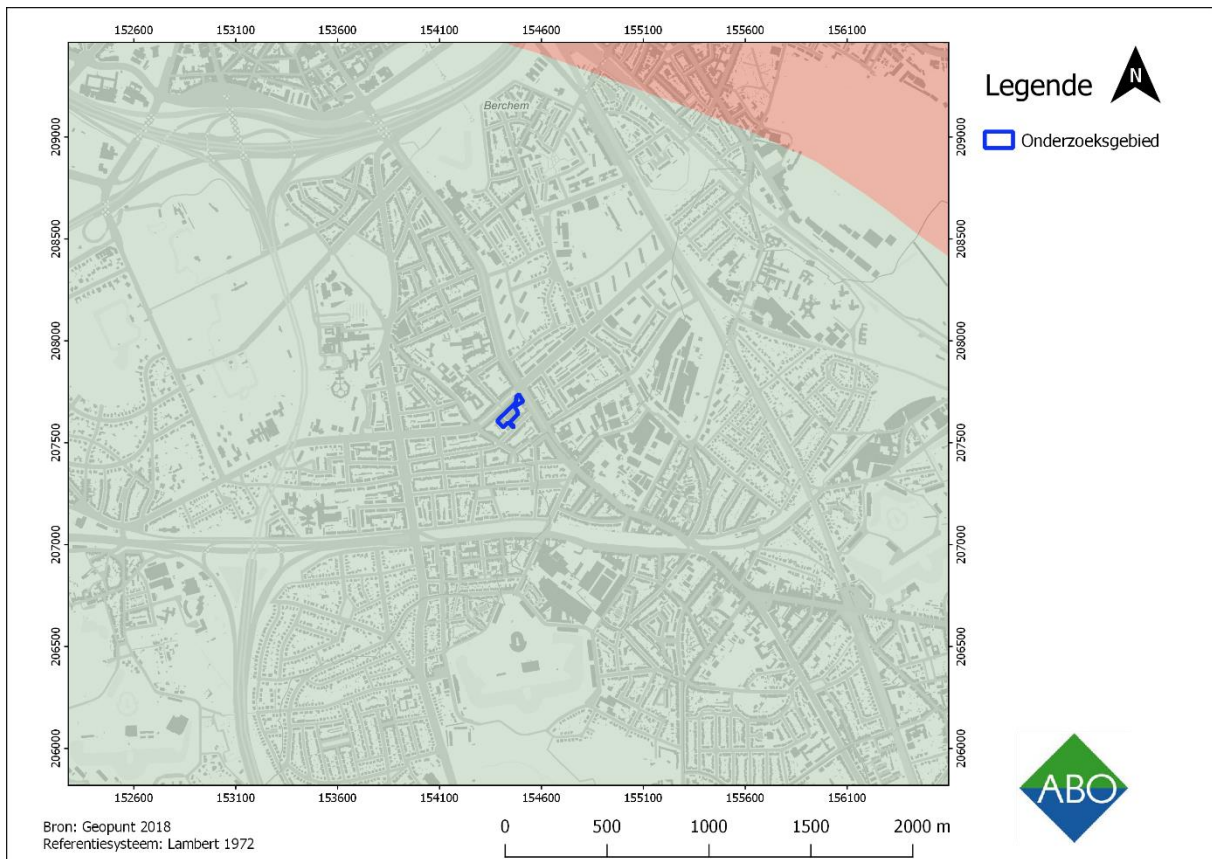 152600 153100 153600 154100 154600 155100 155600 156100
209000 209000
208500 208500
208000 208000
207500 207500
207000 207000
206500 206500
206000 206000
Berchem
152600 153100 153600 154100 154600 155100 155600 156100
Bron: Geopunt 2018
Referentiesysteem: Lambert 1972
0 500 1000 1500 2000 m
Legende N
Onderzoeksgebied
ABO